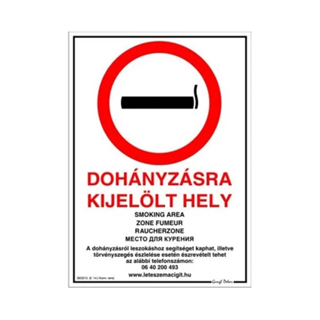 DOHÁNYZÁSRA
KIJELÖLT HELY
SMOKING AREA
ZONE FUMEUR
RAUCHERZONE
МЕСТО ДЛЯ КУРЕНИЯ
A dohányzásról leszokáshoz segítséget kaphat, illetve
törvényszegés észlelése esetén észrevételt tehet
az alábbi telefonszámon:
06 40 200 493
www.leteszemacigit.hu